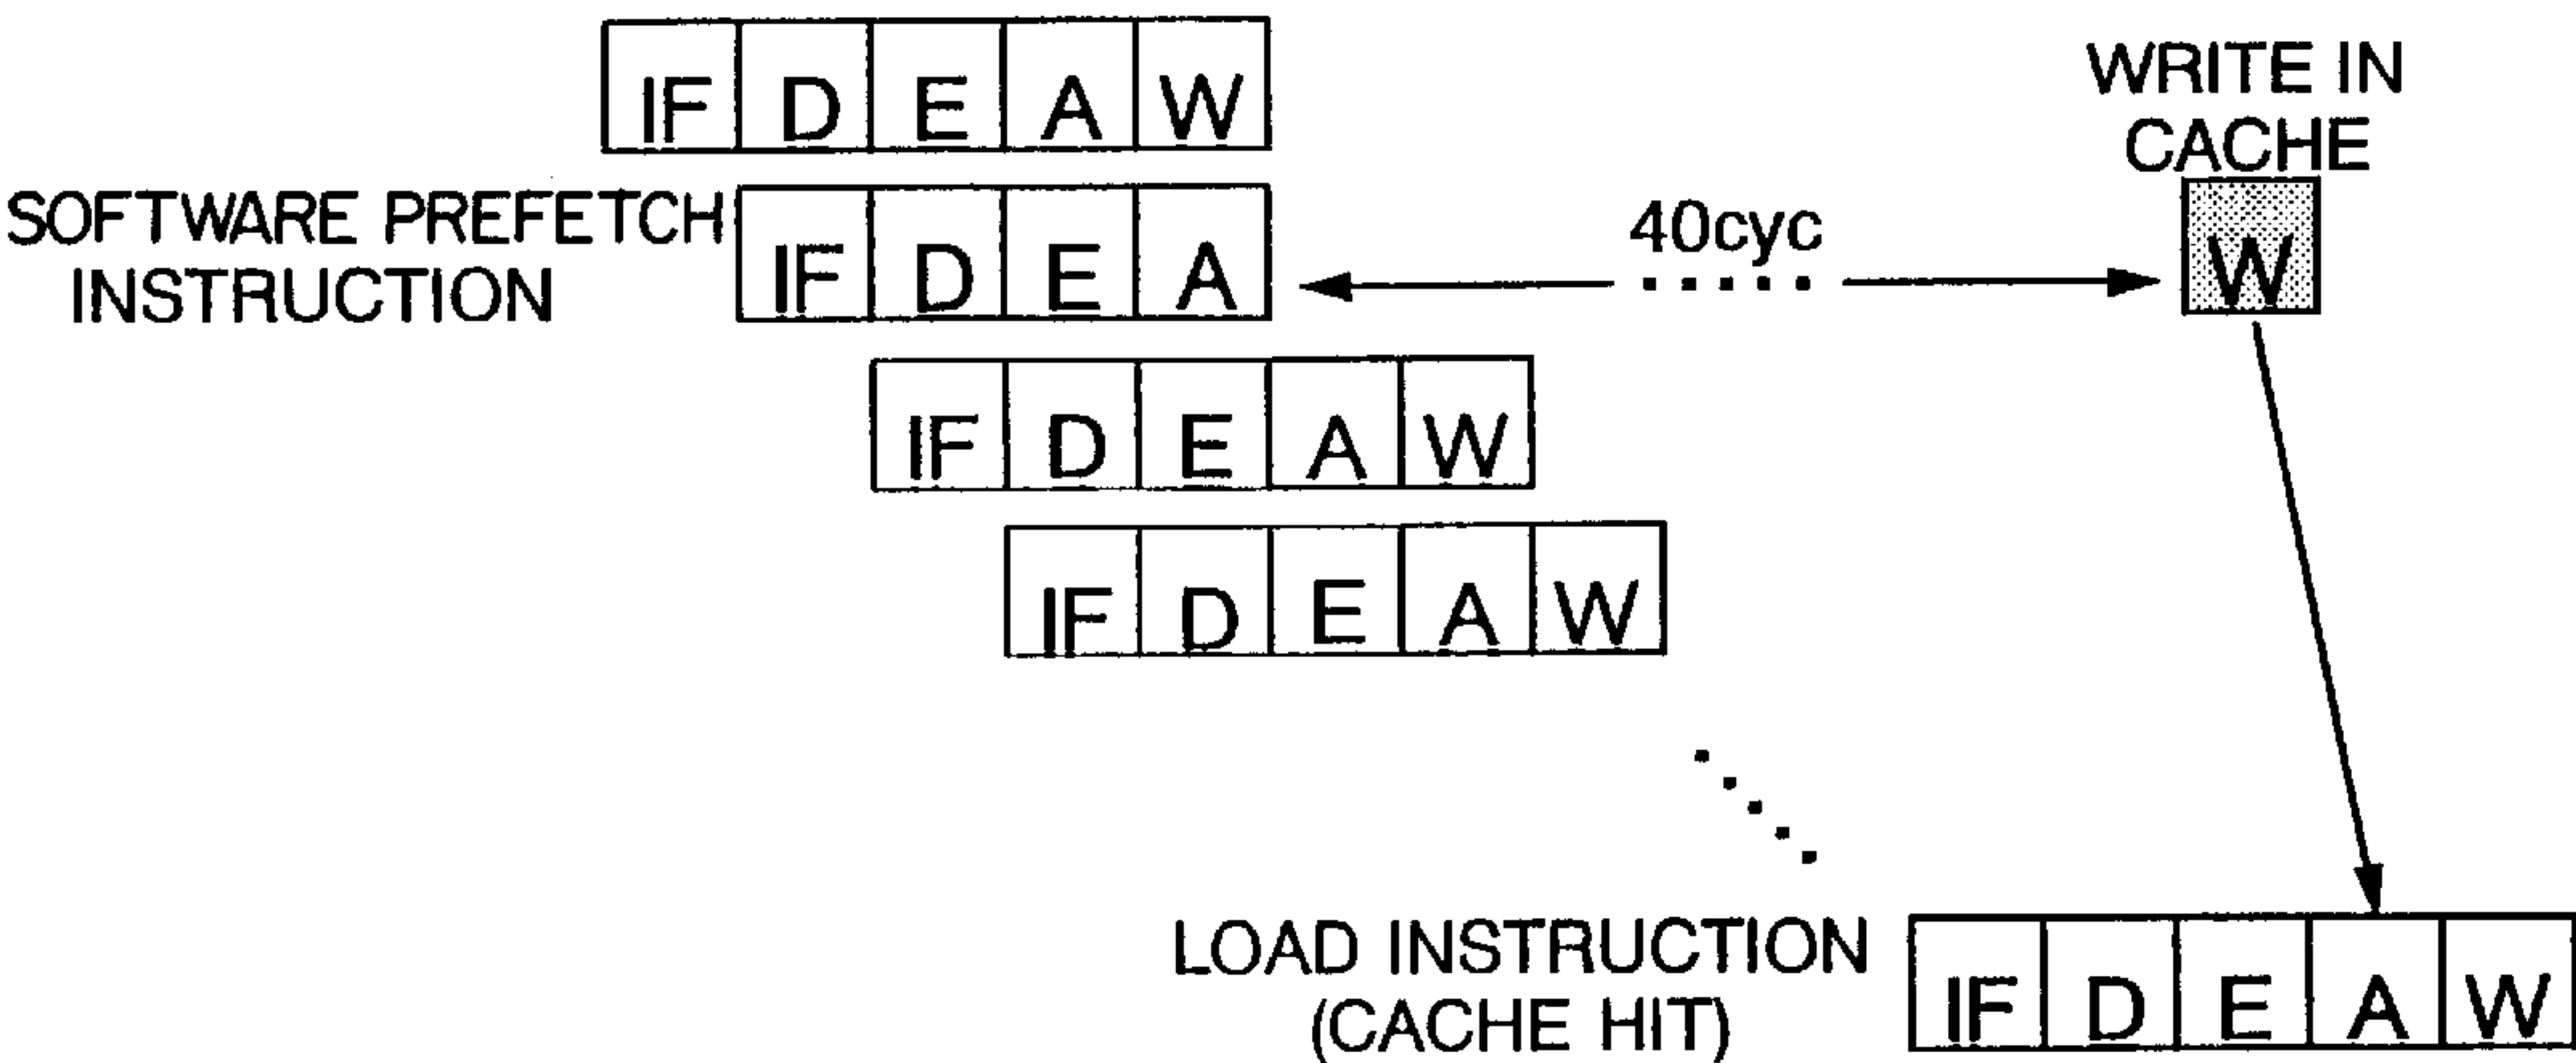 IF D E A W
WRITE IN
CACHE
SOFTWARE PREFETCH
INSTRUCTION
IF D E A
40cyc
W
IF D E A W
IF D E A W
LOAD INSTRUCTION
(CACHE HIT)
IF D E A W